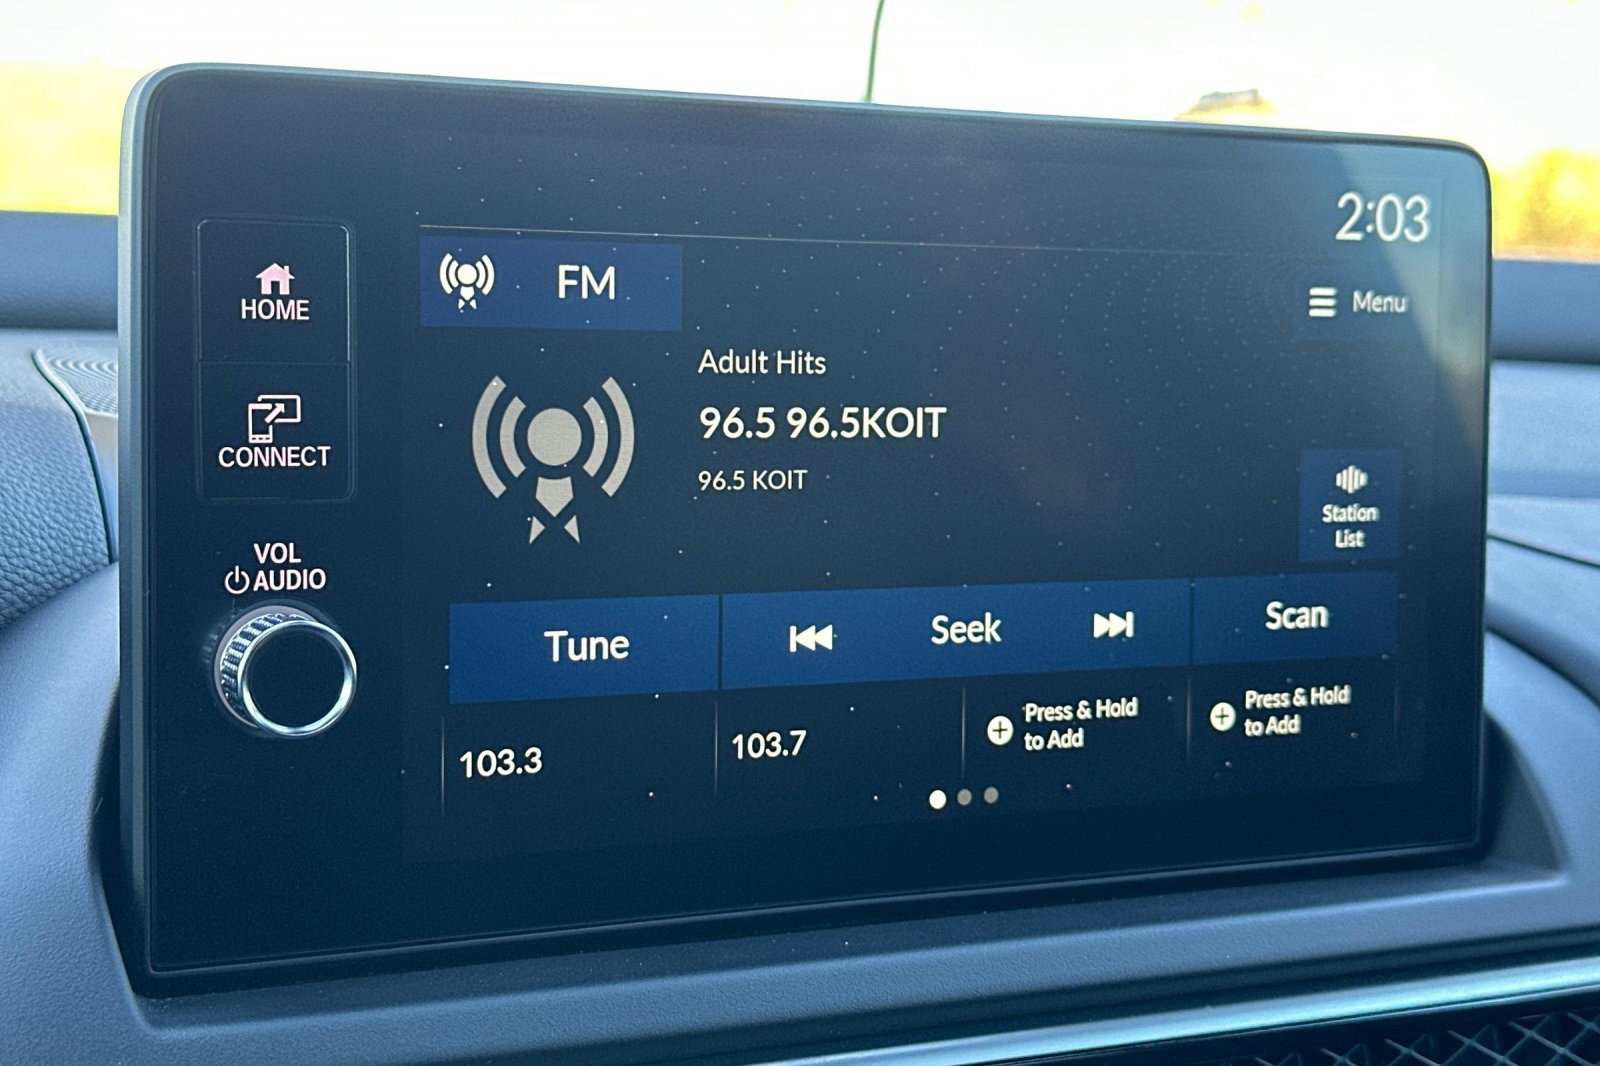 2:03
HOME
FM
Menu
Adult Hits
96.5 96.5KOIT
96.5 KOIT
CONNECT
Station
List
VOL
AUDIO
Tune
Seek
Scan
103.3
103.7
Press & Hold
to Add
Press & Hold
to Add